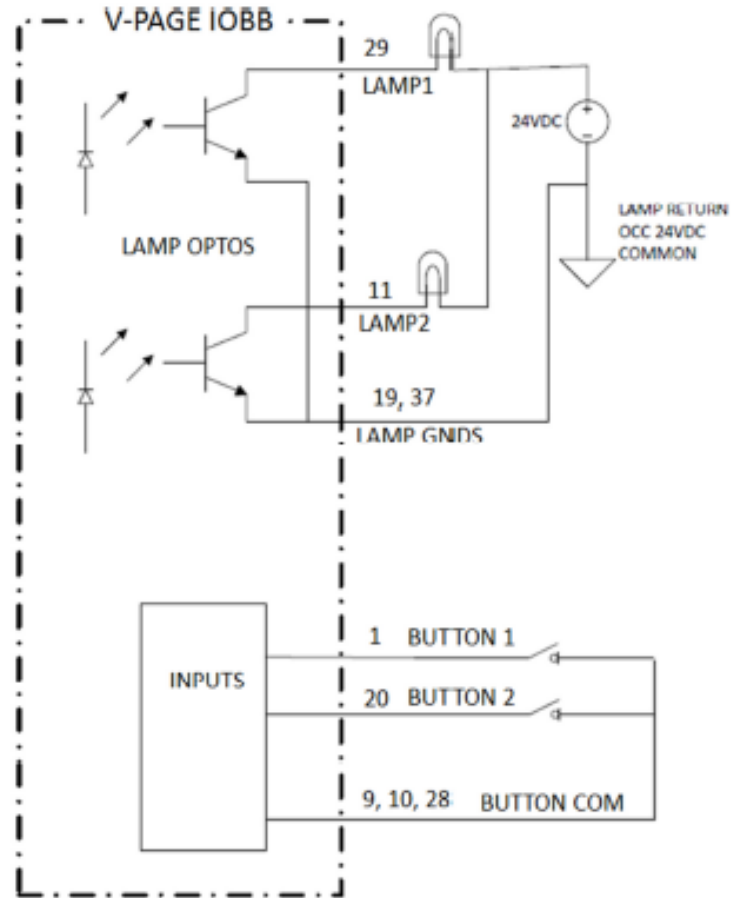 V-PAGE IOBB
29
LAMP1
24VDC
+
−
LAMP RETURN
OCC 24VDC
COMMON
LAMP OPTOS
11
LAMP2
19, 37
LAMP GNDS
1 BUTTON 1
INPUTS
20 BUTTON 2
9, 10, 28 BUTTON COM